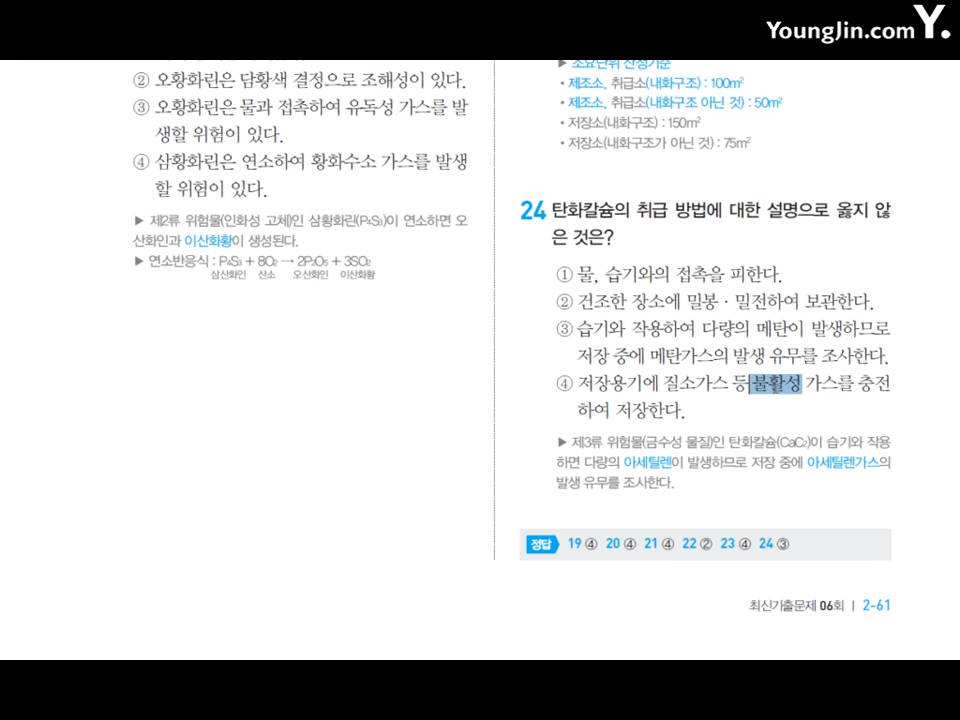 YoungJin.com Y.
② 오황화린은 담황색 결정으로 조해성이 있다.
③ 오황화린은 물과 접촉하여 유독성 가스를 발
생할 위험이 있다.
④ 삼황화린은 연소하여 황화수소 가스를 발생
할 위험이 있다.
▶ 제2류 위험물(인화성 고체)인 삼황화린(P₄S₃)이 연소하면 오
산화인과 이산화황이 생성된다.
▶ 연소반응식 : P₄S₃ + 8O₂ → 2P₂O₅ + 3SO₂
삼산화인 산소 오산화인 이산화황
▶ 소요단위 산정기준
• 제조소, 취급소(내화구조) : 100m²
• 제조소, 취급소(내화구조 아닌 것) : 50m²
• 저장소(내화구조) : 150m²
• 저장소(내화구조가 아닌 것) : 75m²
24 탄화칼슘의 취급 방법에 대한 설명으로 옳지 않
은 것은?
① 물, 습기와의 접촉을 피한다.
② 건조한 장소에 밀봉 · 밀전하여 보관한다.
③ 습기와 작용하여 다량의 메탄이 발생하므로
저장 중에 메탄가스의 발생 유무를 조사한다.
④ 저장용기에 질소가스 등 불활성 가스를 충전
하여 저장한다.
▶ 제3류 위험물(금수성 물질)인 탄화칼슘(CaC₂)이 습기와 작용
하면 다량의 아세틸렌이 발생하므로 저장 중에 아세틸렌가스의
발생 유무를 조사한다.
정답 19 ④ 20 ④ 21 ④ 22 ② 23 ④ 24 ③
최신기출문제 06회 | 2-61